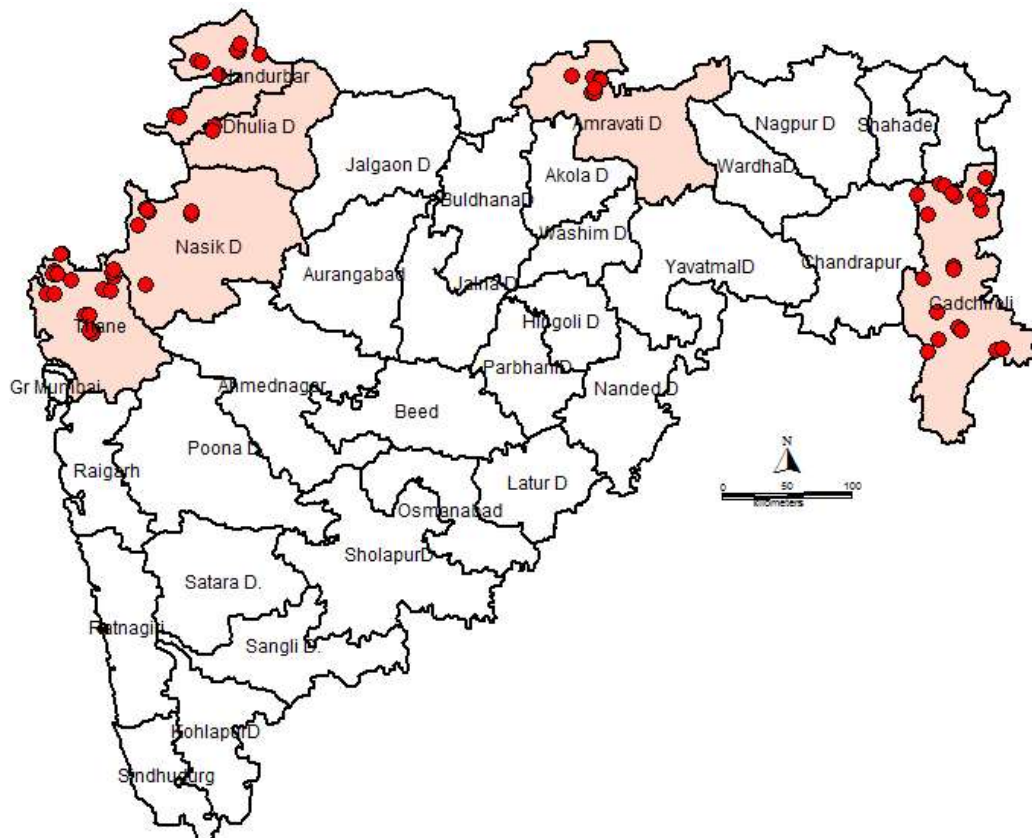 Nandurbar
Dhulia D
Jalgaon D
Buldhana D
Akola D
Amravati D
Wardha D
Nagpur D
Shahade
Nasik D
Aurangabad
Jalna D
Washim D.
Yavatmal D
Chandrapur
Gadchiroli
Thane
Hingoli D
Parbhani D
Nanded D
Gr Mumbai
Ahmednagar
Beed
Raigarh
Poona D.
Latur D
Osmanabad
Sholapur D
Satara D.
Ratnagiri
Sangli D.
Kohlapur D
Sindhudurg
N
0 50 100
kilometers